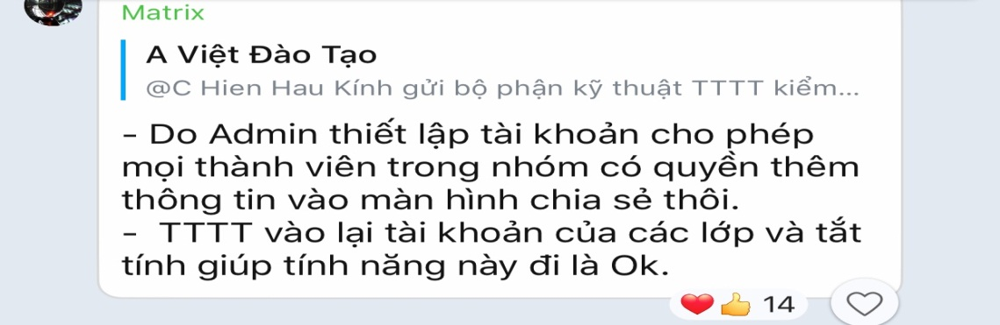 Matrix
A Việt Đào Tạo
@C Hien Hau Kính gửi bộ phận kỹ thuật TTTT kiểm...
- Do Admin thiết lập tài khoản cho phép
mọi thành viên trong nhóm có quyền thêm
thông tin vào màn hình chia sẻ thôi.
- TTTT vào lại tài khoản của các lớp và tắt
tính giúp tính năng này đi là Ok.
14